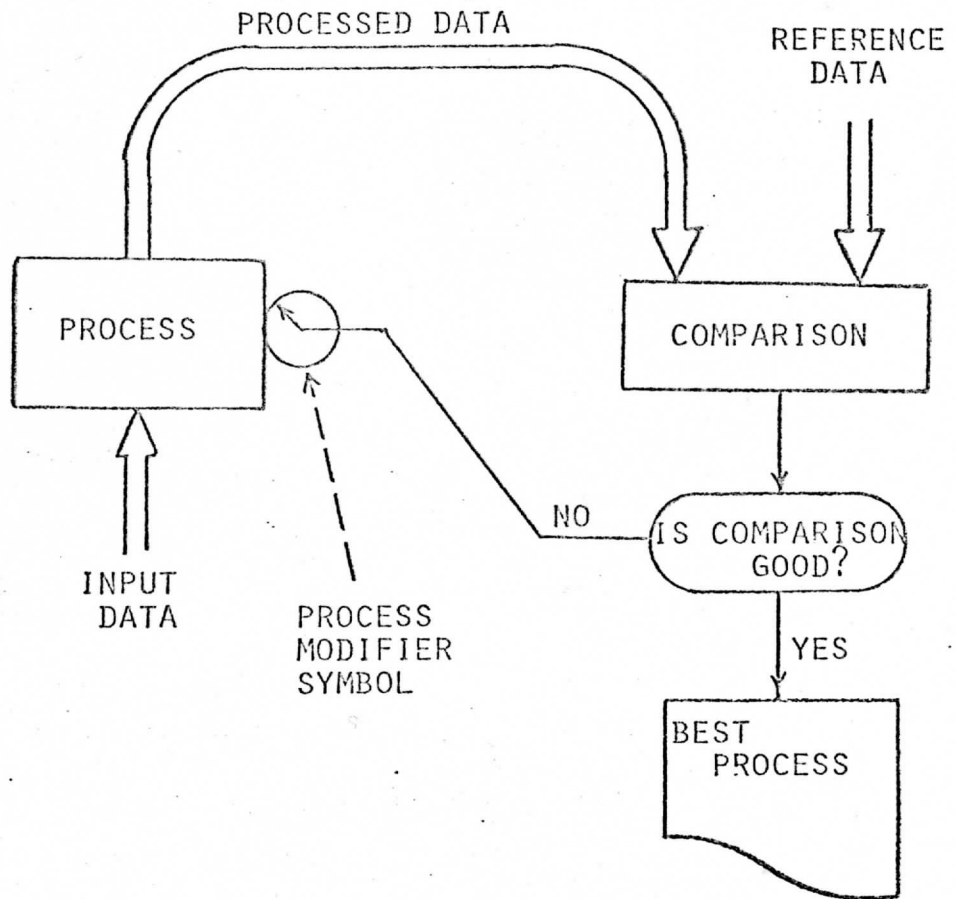 PROCESSED DATA
REFERENCE
DATA
PROCESS
COMPARISON
NO
IS COMPARISON
GOOD?
INPUT
DATA
PROCESS
MODIFIER
SYMBOL
YES
BEST
PROCESS